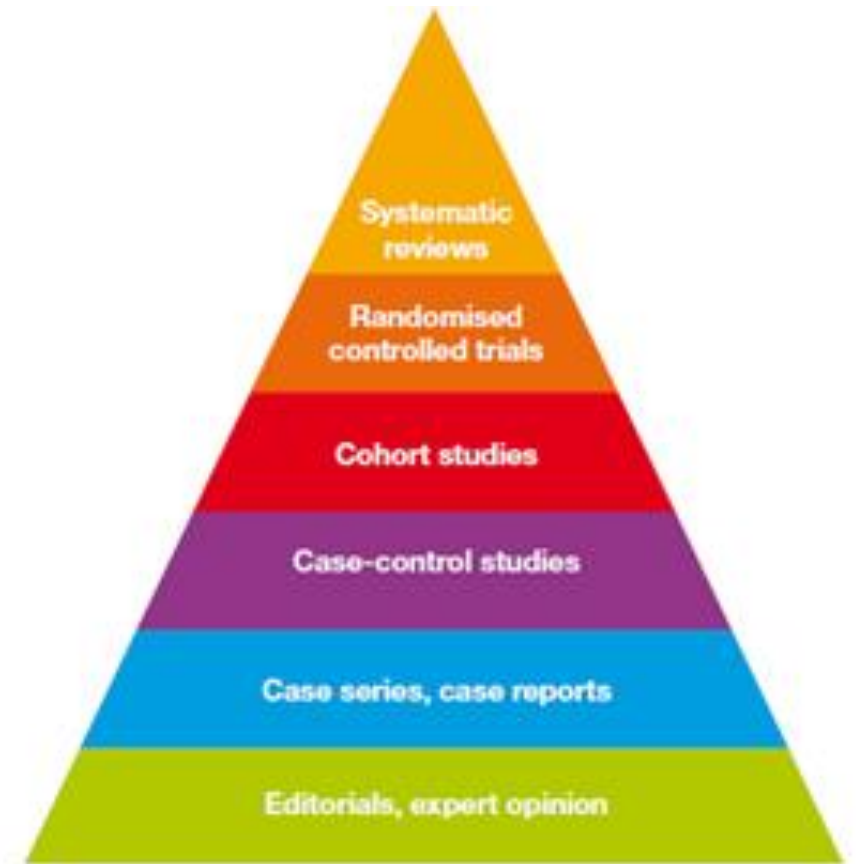 Systematic
reviews
Randomised
controlled trials
Cohort studies
Case-control studies
Case series, case reports
Editorials, expert opinion